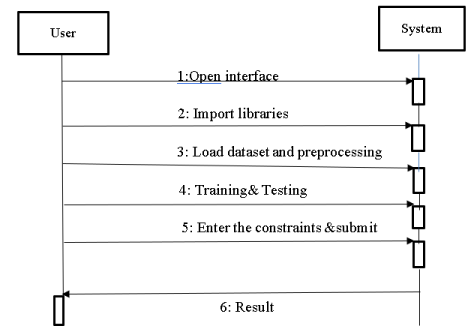 User
System
1:Open interface
2: Import libraries
3: Load dataset and preprocessing
4: Training& Testing
5: Enter the constraints &submit
6: Result